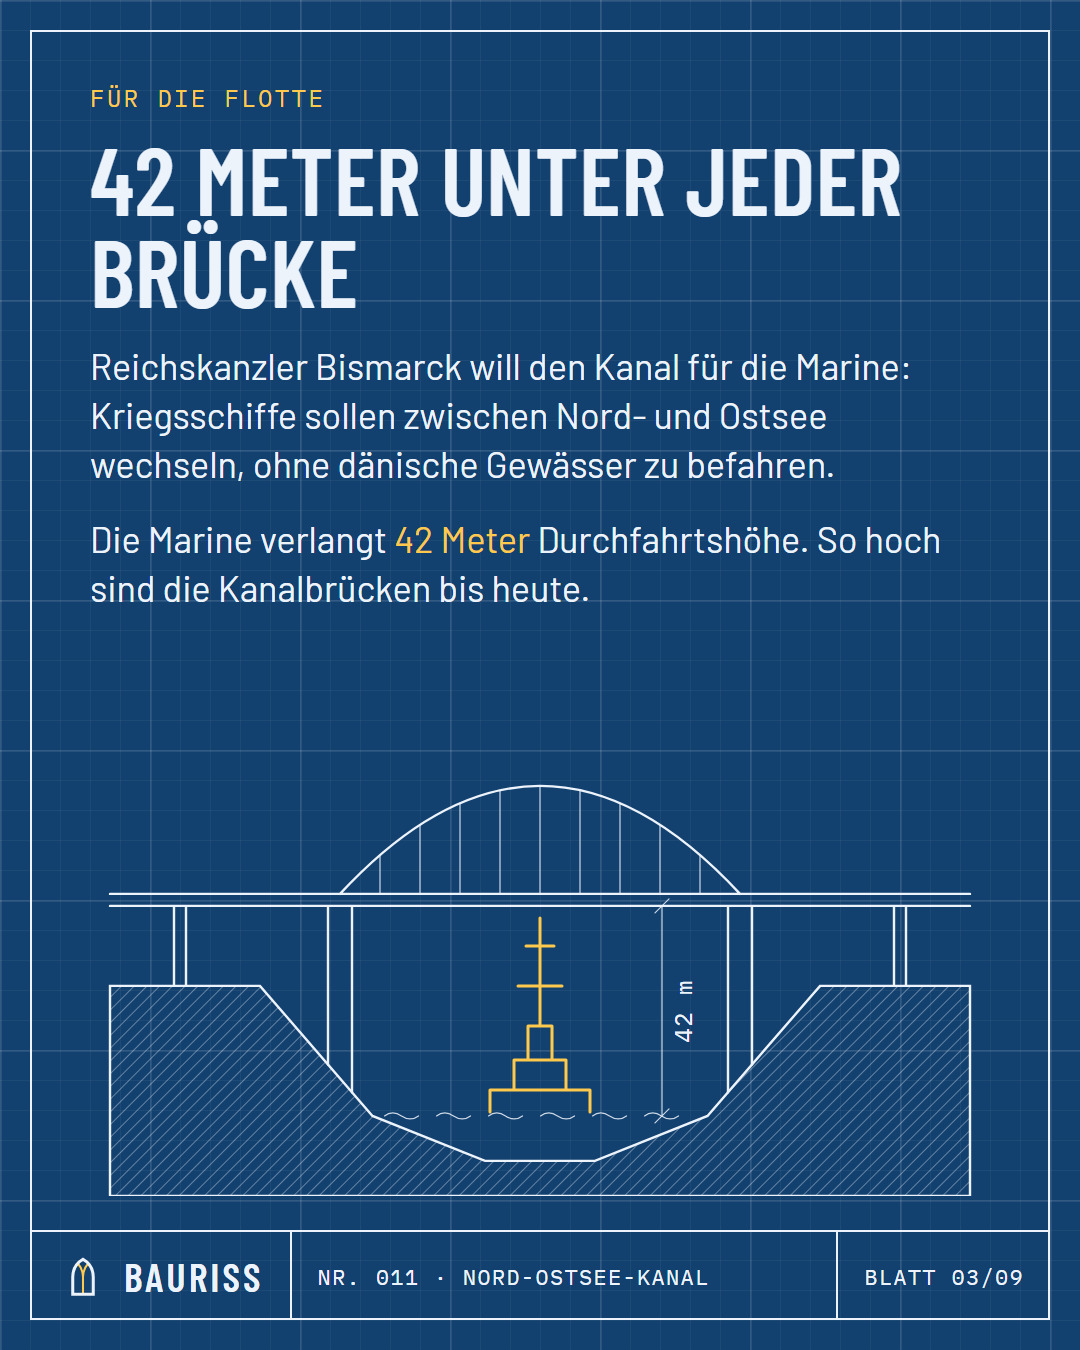 FÜR DIE FLOTTE
42 METER UNTER JEDER
BRÜCKE
Reichskanzler Bismarck will den Kanal für die Marine:
Kriegsschiffe sollen zwischen Nord- und Ostsee
wechseln, ohne dänische Gewässer zu befahren.
Die Marine verlangt 42 Meter Durchfahrtshöhe. So hoch
sind die Kanalbrücken bis heute.
42 m
BAURISS
NR. 011 · NORD-OSTSEE-KANAL
BLATT 03/09